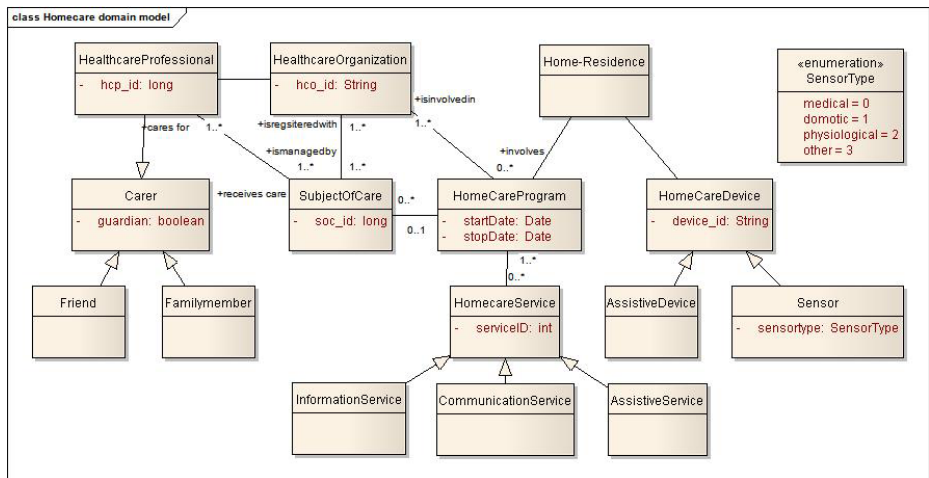 class Homecare domain model
HealthcareProfessional
- hcp_id: long
HealthcareOrganization
- hco_id: String
Home-Residence
«enumeration»
SensorType
medical = 0
domotic = 1
physiological = 2
other = 3
+isinvolvedin
1..*
+cares for
1..*
+isregsiteredwith
1..*
+ismanagedby
1..*
1..*
+involves
0..*
+receives care
Carer
- guardian: boolean
SubjectOfCare
- soc_id: long
0..*
0..1
HomeCareProgram
- startDate: Date
- stopDate: Date
HomeCareDevice
- device_id: String
1..*
0..*
Friend
Familymember
HomecareService
- serviceID: int
AssistiveDevice
Sensor
- sensortype: SensorType
InformationService
CommunicationService
AssistiveService